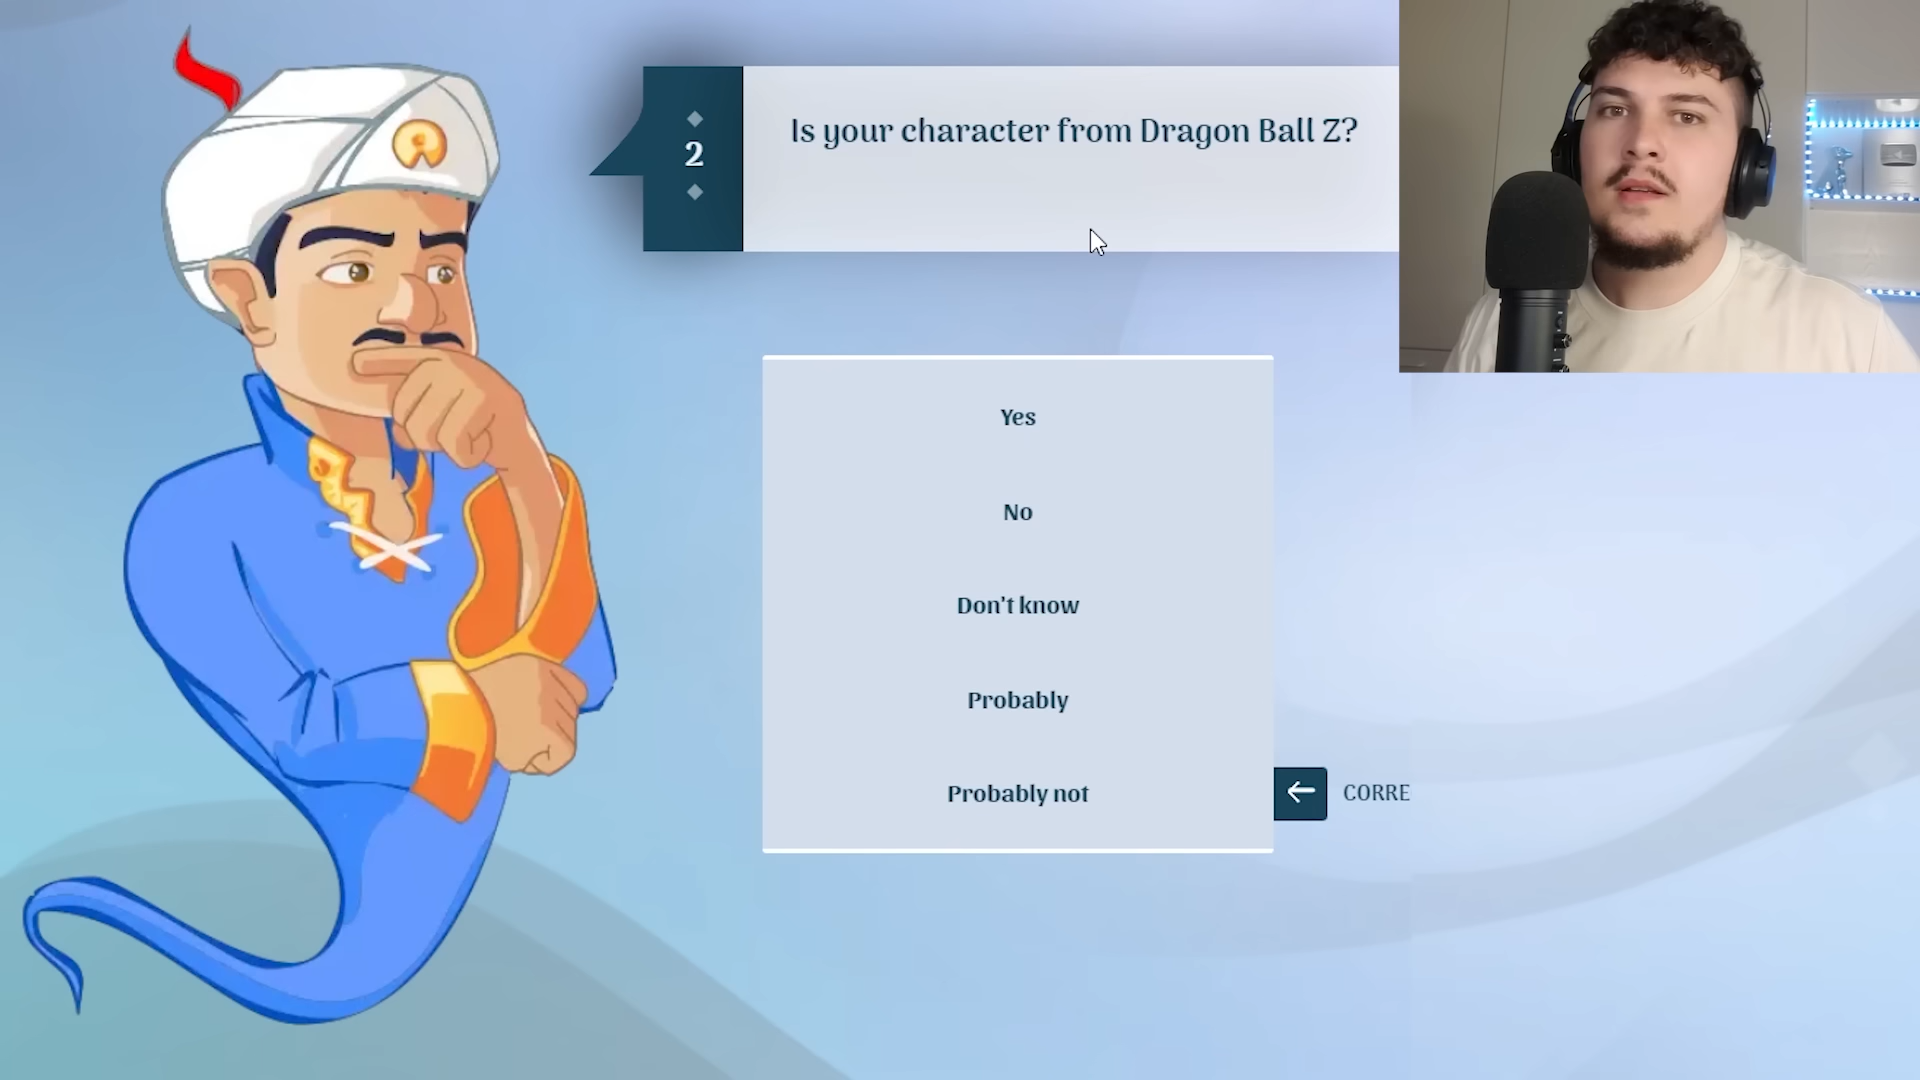 2
Is your character from Dragon Ball Z?
Yes
No
Don't know
Probably
Probably not
CORRE